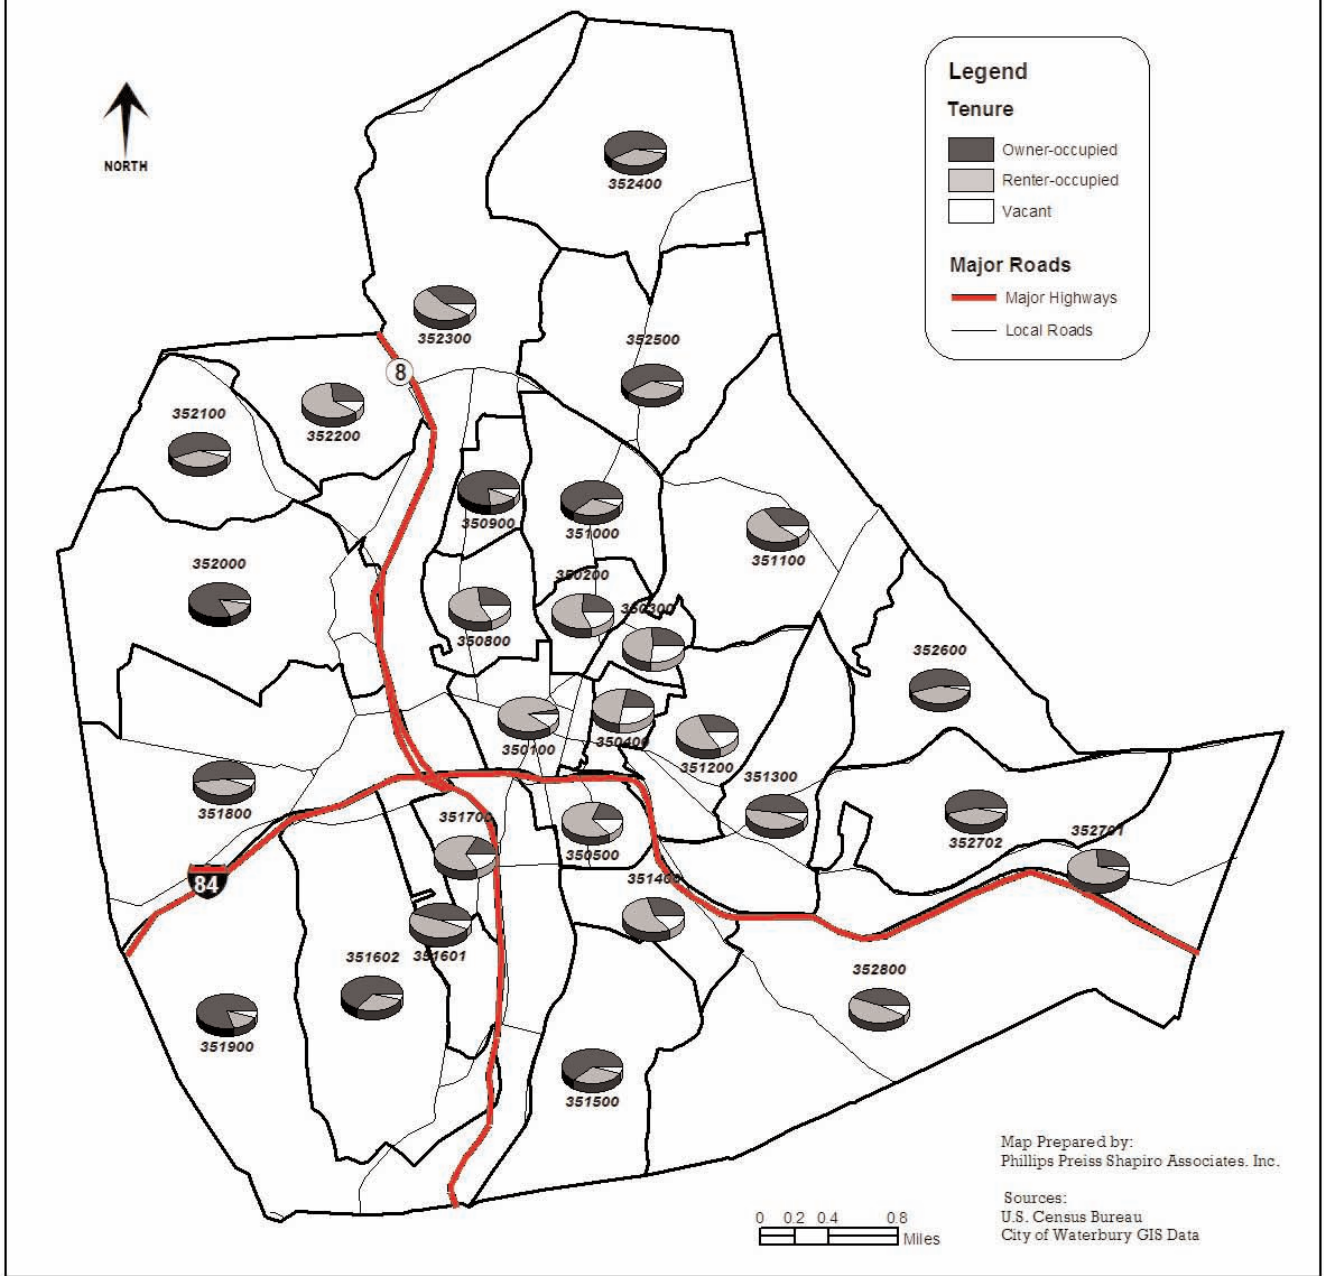 Legend
Tenure
Owner-occupied
Renter-occupied
Vacant
Major Roads
Major Highways
Local Roads
NORTH
352400
352300
352500
8
352100
352200
350900
351000
351100
352000
350200
350300
350800
352600
350100
350400
351200
351300
351800
351700
350500
352702
352701
84
351400
351602
351601
352800
351900
351500
Map Prepared by:
Phillips Preiss Shapiro Associates. Inc.
Sources:
U.S. Census Bureau
City of Waterbury GIS Data
0 0.2 0.4 0.8
Miles